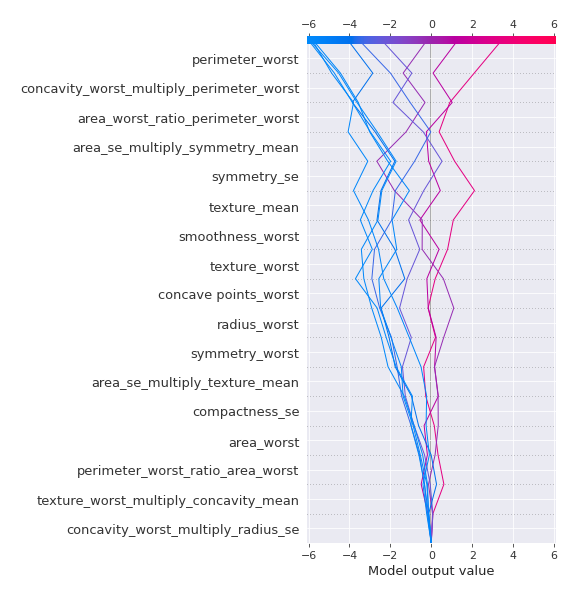 −6 −4 −2 0 2 4 6
perimeter_worst
concavity_worst_multiply_perimeter_worst
area_worst_ratio_perimeter_worst
area_se_multiply_symmetry_mean
symmetry_se
texture_mean
smoothness_worst
texture_worst
concave points_worst
radius_worst
symmetry_worst
area_se_multiply_texture_mean
compactness_se
area_worst
perimeter_worst_ratio_area_worst
texture_worst_multiply_concavity_mean
concavity_worst_multiply_radius_se
−6 −4 −2 0 2 4 6
Model output value